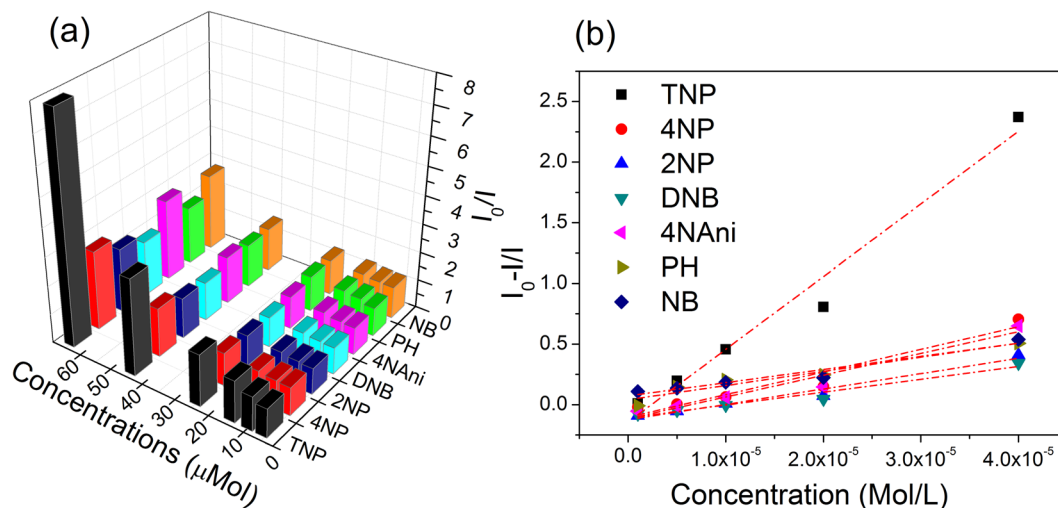 (a)
8
7
6
5
4
3
2
1
0
I/I⁰
NB
PH
4NAni
DNB
2NP
4NP
TNP
60
50
40
30
20
10
0
Concentrations (μMol)
(b)
TNP
4NP
2NP
DNB
4NAni
PH
NB
2.5
2.0
1.5
1.0
0.5
0.0
I₀-I/I
0.0
1.0x10⁻⁵
2.0x10⁻⁵
3.0x10⁻⁵
4.0x10⁻⁵
Concentration (Mol/L)